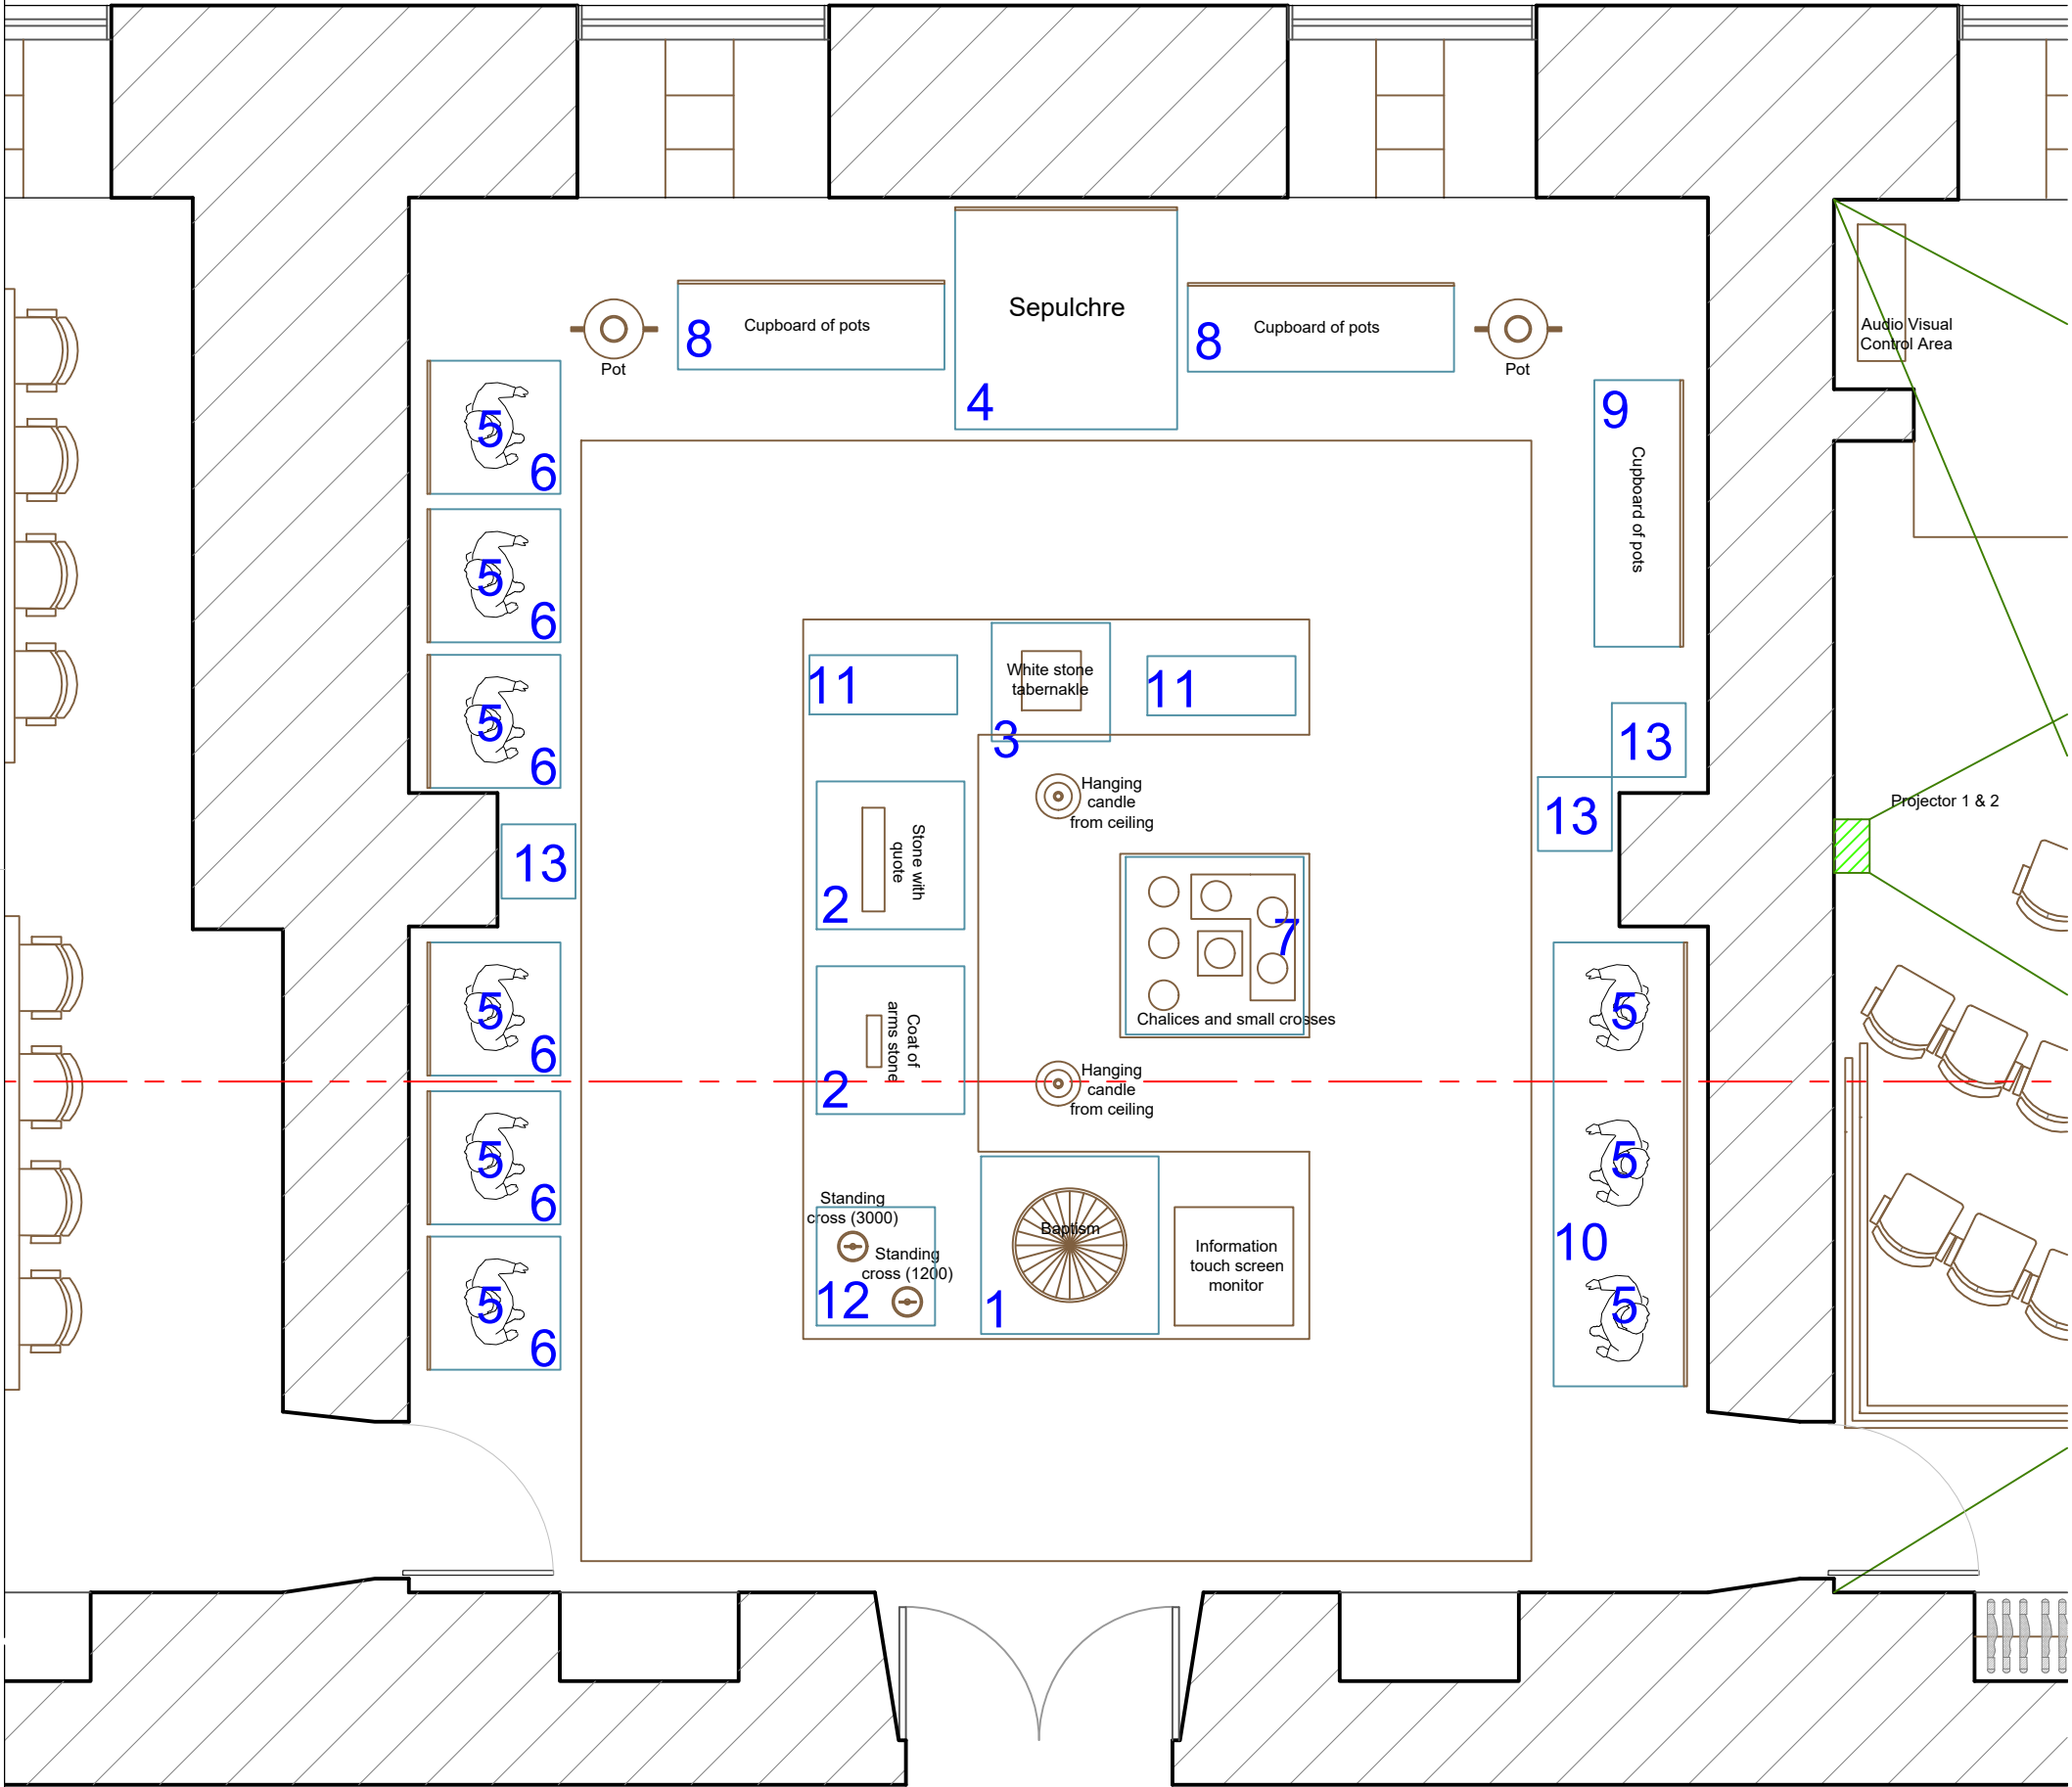 Sepulchre
4
Cupboard of pots
8
Cupboard of pots
8
Pot
Pot
Audio Visual
Control Area
9
Cupboard of pots
5
6
5
6
5
6
11
White stone
tabernakle
3
11
13
13
13
Projector 1 & 2
Hanging
candle
from ceiling
Stone with
quote
2
7
Chalices and small crosses
Coat of
arms stone
2
Hanging
candle
from ceiling
5
6
5
6
5
6
5
5
10
5
Standing
cross (3000)
Standing
cross (1200)
12
Baptism
1
Information
touch screen
monitor